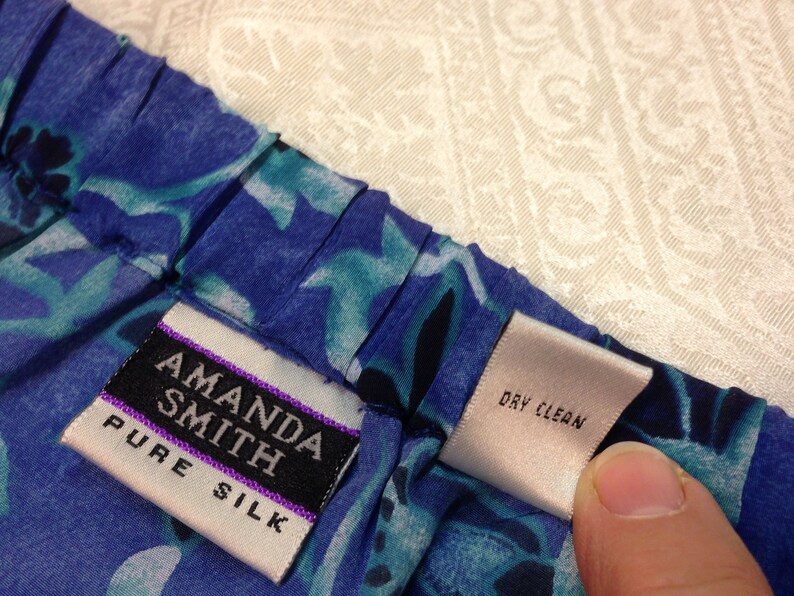 AMANDA
SMITH
PURE SILK
DRY CLEAN